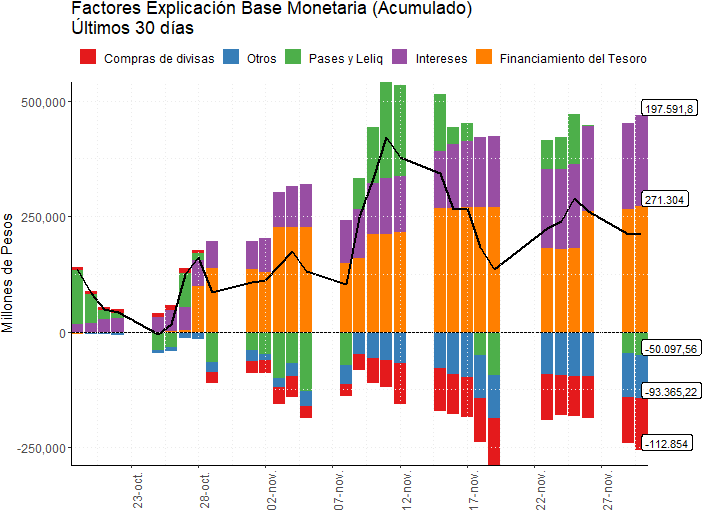 Factores Explicación Base Monetaria (Acumulado)
Últimos 30 días
Compras de divisas Otros Pases y Leliq Intereses Financiamiento del Tesoro
Millones de Pesos
500,000
250,000
0
-250,000
197.591,8
271.304
-50.097,56
-93.365,22
-112.854
23-oct.
28-oct.
02-nov.
07-nov.
12-nov.
17-nov.
22-nov.
27-nov.